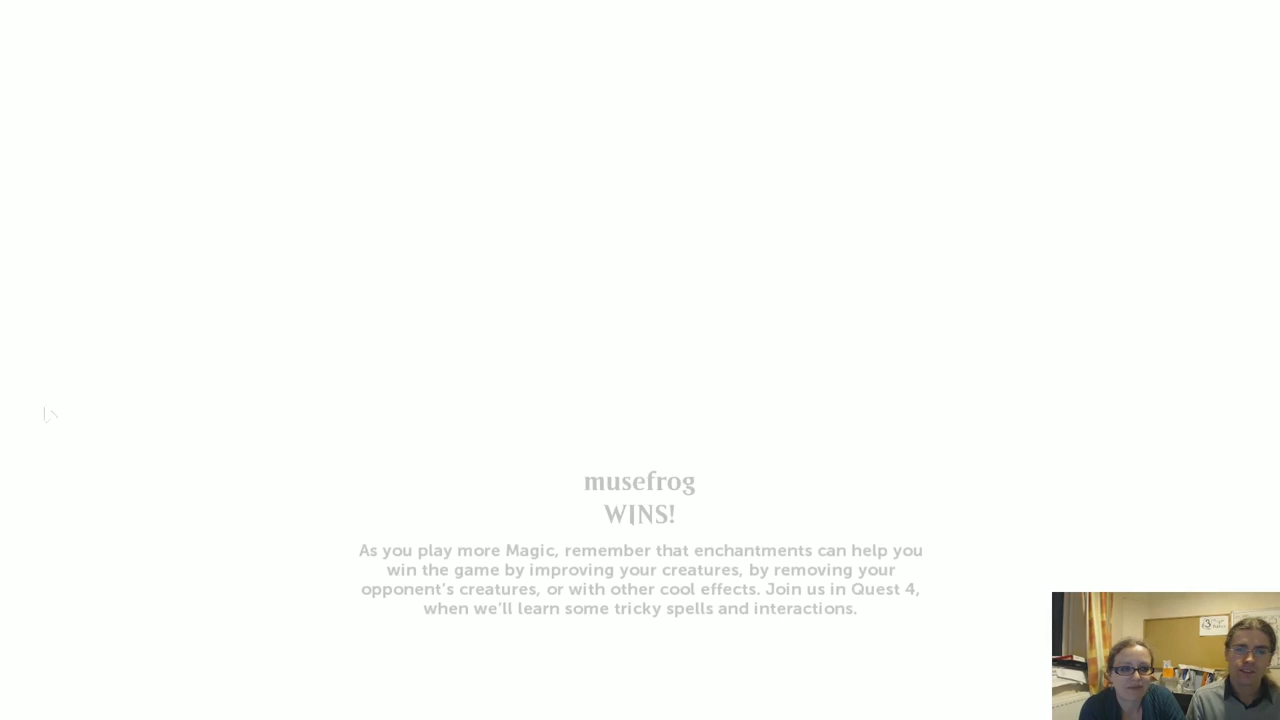 musefrog
WINS!
As you play more Magic, remember that enchantments can help you
win the game by improving your creatures, by removing your
opponent's creatures, or with other cool effects. Join us in Quest 4,
when we'll learn some tricky spells and interactions.